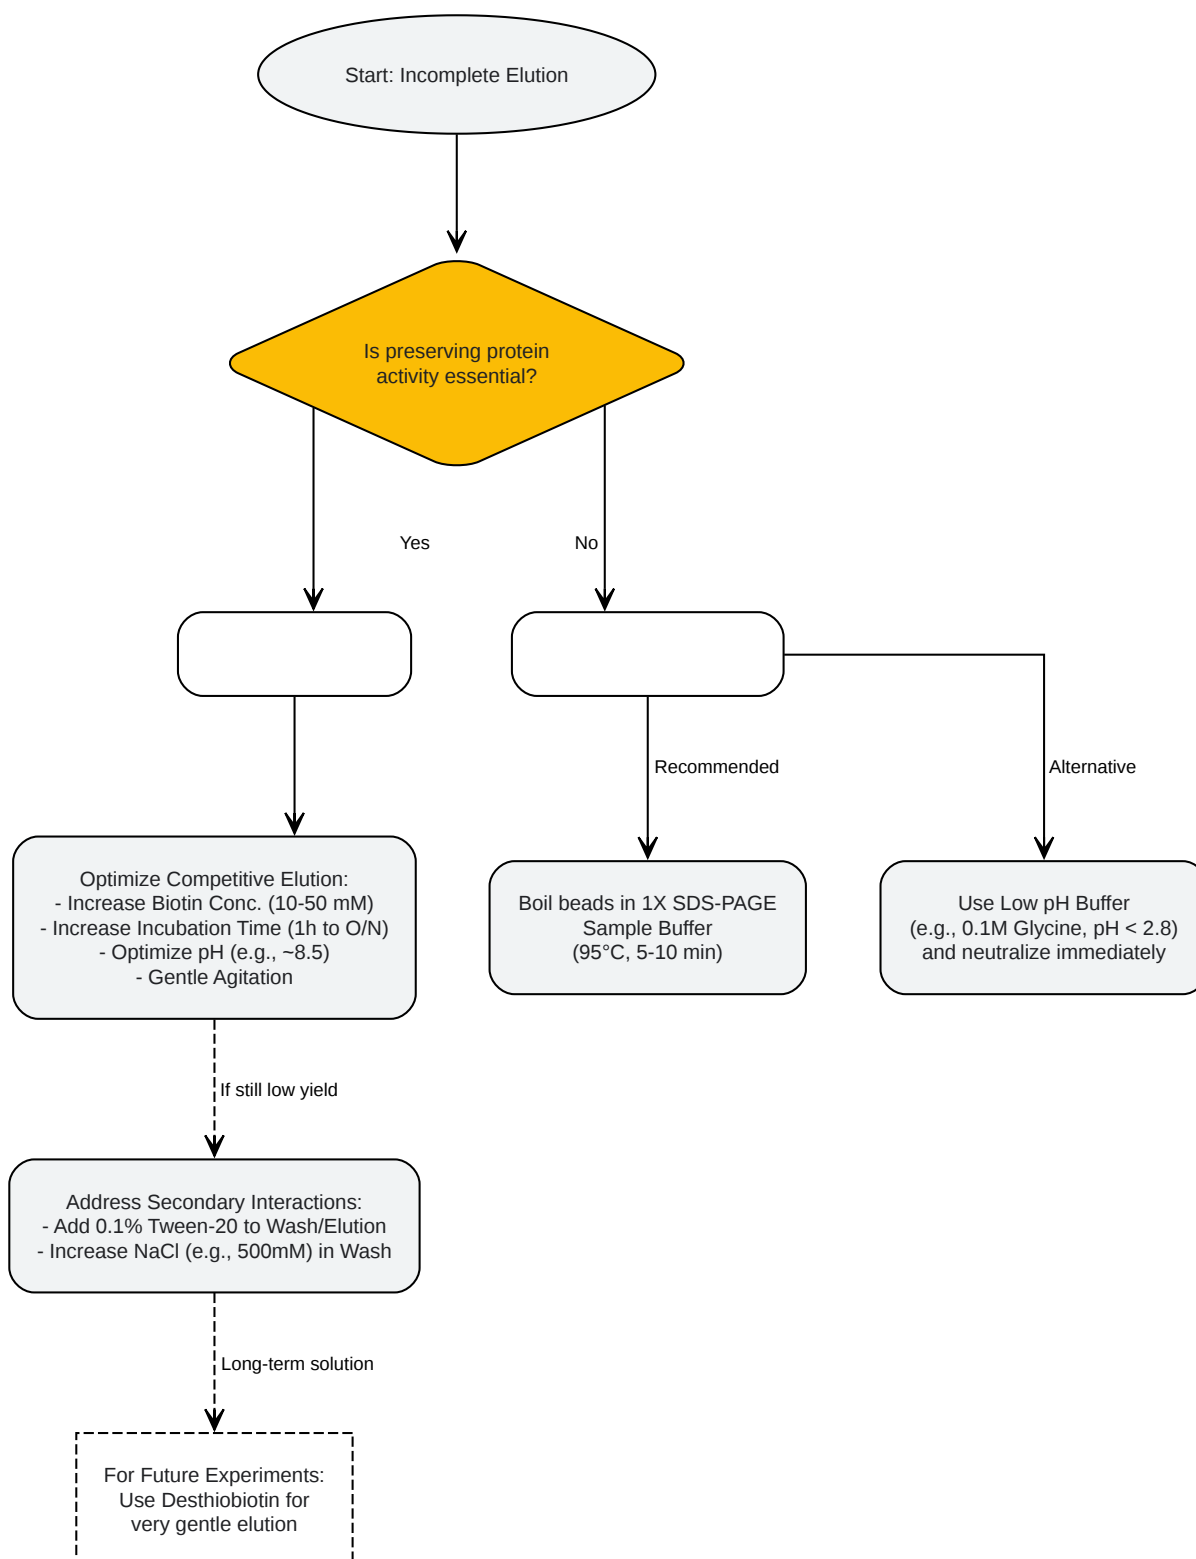 Start: Incomplete Elution
Is preserving protein
activity essential?
Yes
No
Recommended
Alternative
Optimize Competitive Elution:
- Increase Biotin Conc. (10-50 mM)
- Increase Incubation Time (1h to O/N)
- Optimize pH (e.g., ~8.5)
- Gentle Agitation
Boil beads in 1X SDS-PAGE
Sample Buffer
(95°C, 5-10 min)
Use Low pH Buffer
(e.g., 0.1M Glycine, pH < 2.8)
and neutralize immediately
If still low yield
Address Secondary Interactions:
- Add 0.1% Tween-20 to Wash/Elution
- Increase NaCl (e.g., 500mM) in Wash
Long-term solution
For Future Experiments:
Use Desthiobiotin for
very gentle elution